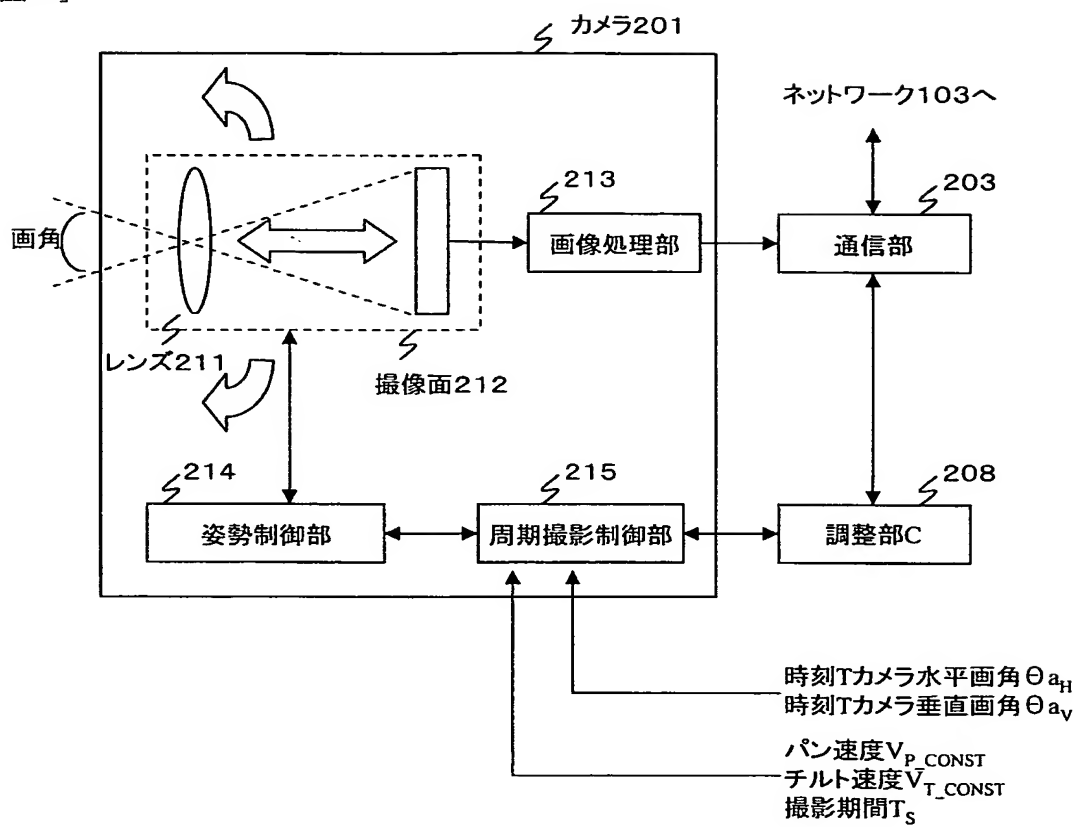 カメラ201
ネットワーク103へ
213
203
画角
画像処理部
通信部
レンズ211
撮像面212
214
215
208
姿勢制御部
周期撮影制御部
調整部C
時刻Tカメラ水平画角ΘaH
時刻Tカメラ垂直画角ΘaV
パン速度VP_CONST
チルト速度VT_CONST
撮影期間TS